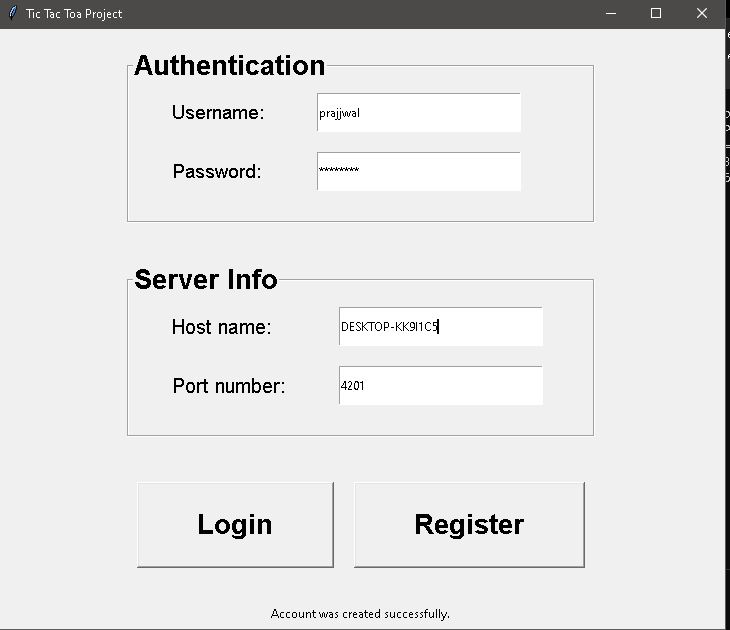 Tic Tac Toa Project
Authentication
Username: prajjwal
Password: ********
Server Info
Host name: DESKTOP-KK9I1C5
Port number: 4201
Login Register
Account was created successfully.